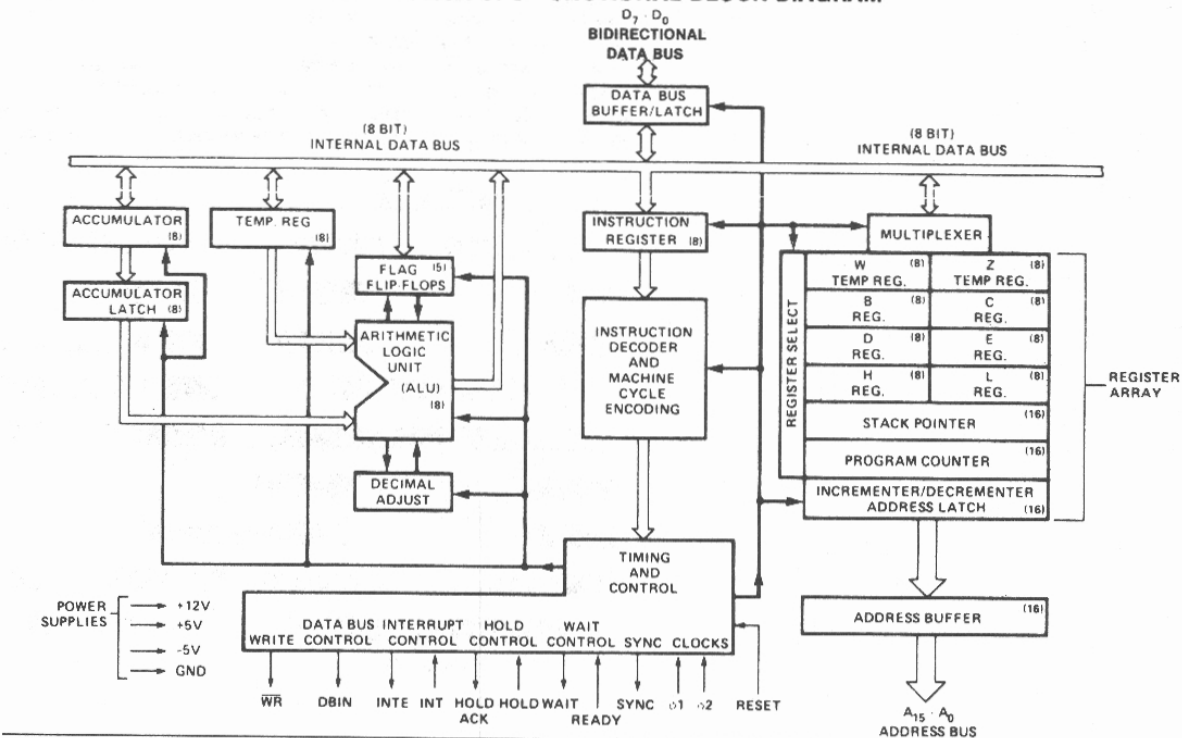 FUNCTIONAL BLOCK DIAGRAM
D7 - D0
BIDIRECTIONAL
DATA BUS
DATA BUS
BUFFER/LATCH
(8 BIT)
INTERNAL DATA BUS
(8 BIT)
INTERNAL DATA BUS
ACCUMULATOR
(8)
TEMP. REG
(8)
INSTRUCTION
REGISTER (8)
MULTIPLEXER
FLAG (5)
FLIP-FLOPS
ACCUMULATOR
LATCH (8)
ARITHMETIC
LOGIC
UNIT
(ALU)
(8)
DECIMAL
ADJUST
INSTRUCTION
DECODER
AND
MACHINE
CYCLE
ENCODING
REGISTER SELECT
W (8)
TEMP REG.
Z (8)
TEMP REG.
B (8)
REG.
C (8)
REG.
D (8)
REG.
E (8)
REG.
H (8)
REG.
L (8)
REG.
STACK POINTER (16)
PROGRAM COUNTER (16)
INCREMENTER/DECREMENTER
ADDRESS LATCH (16)
REGISTER
ARRAY
TIMING
AND
CONTROL
WRITE
DATA BUS
CONTROL
INTERRUPT
CONTROL
HOLD
CONTROL
WAIT
CONTROL
SYNC
CLOCKS
POWER
SUPPLIES
+12V
+5V
-5V
GND
WR
DBIN
INTE
INT
HOLD
ACK
HOLD
WAIT
READY
SYNC
φ1
φ2
RESET
ADDRESS BUFFER (16)
A15 - A0
ADDRESS BUS